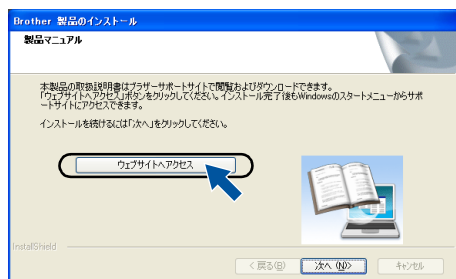 Brother 製品のインストール
製品マニュアル
本製品の取扱説明書はブラザーサポートサイトで閲覧およびダウンロードできます。
「ウェブサイトへアクセス」ボタンをクリックしてください。インストール完了後もWindowsのスタートメニューからサポ
ートサイトにアクセスできます。
インストールを続けるには「次へ」をクリックしてください。
ウェブサイトへアクセス
InstallShield
< 戻る(B)
次へ (N)>
キャンセル